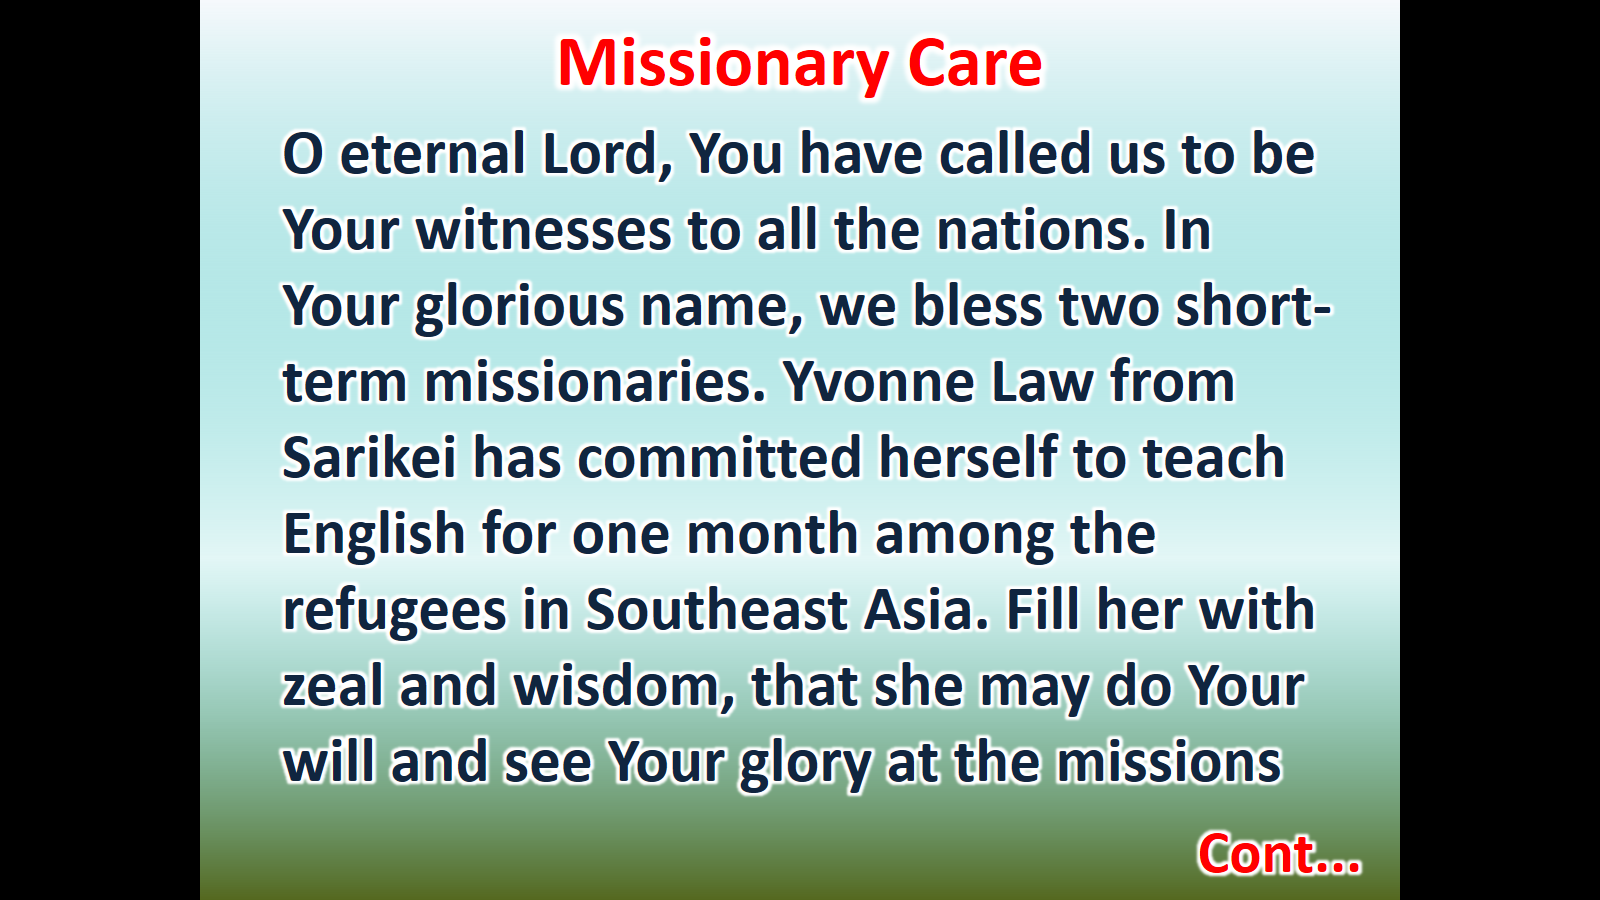 Missionary Care
O eternal Lord, You have called us to be
Your witnesses to all the nations. In
Your glorious name, we bless two short-
term missionaries. Yvonne Law from
Sarikei has committed herself to teach
English for one month among the
refugees in Southeast Asia. Fill her with
zeal and wisdom, that she may do Your
will and see Your glory at the missions
Cont...